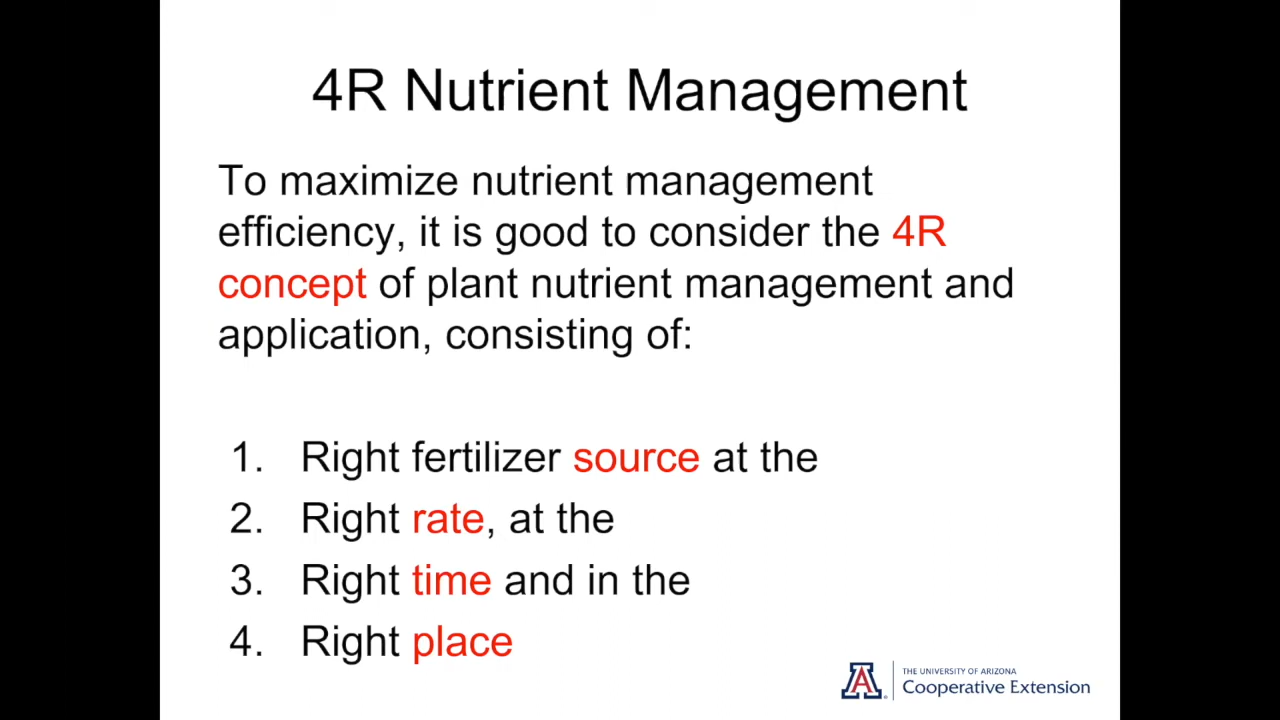 4R Nutrient Management
To maximize nutrient management
efficiency, it is good to consider the 4R
concept of plant nutrient management and
application, consisting of:
1. Right fertilizer source at the
2. Right rate, at the
3. Right time and in the
4. Right place
THE UNIVERSITY OF ARIZONA
Cooperative Extension